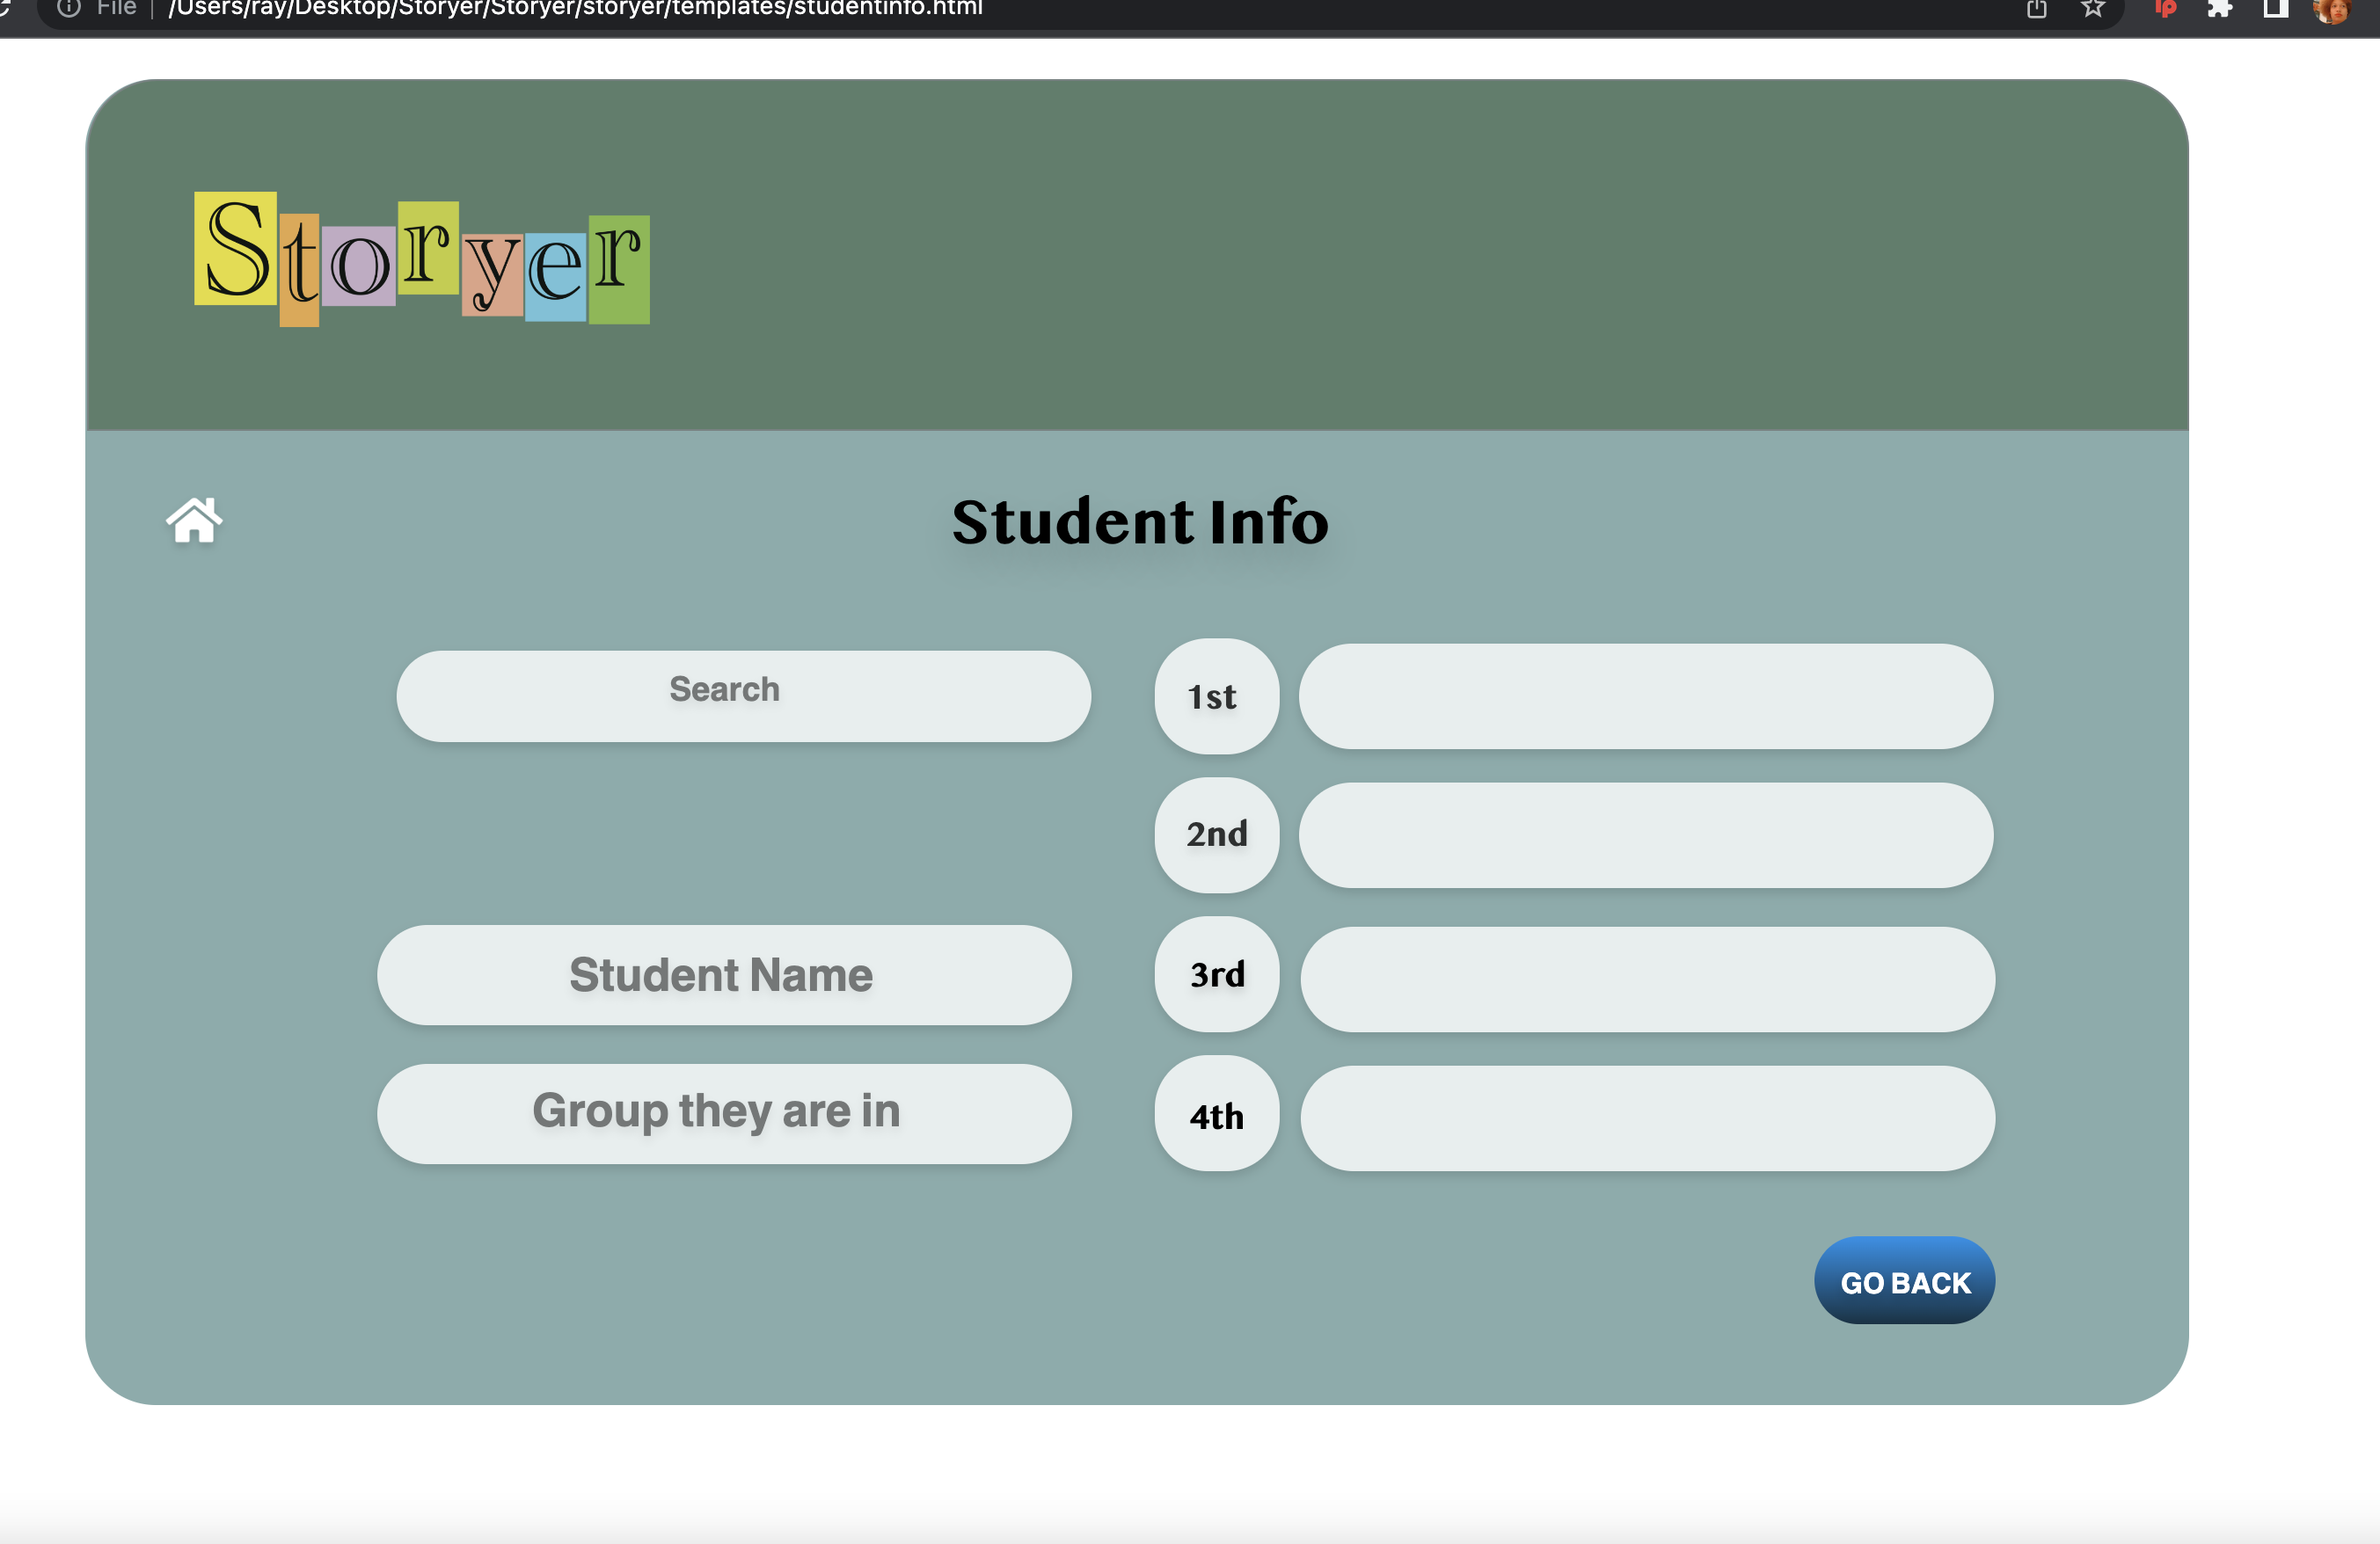 File | /Users/ray/Desktop/Storyer/Storyer/storyer/templates/studentinfo.html
Storyer
Student Info
Search
1st
2nd
Student Name
3rd
Group they are in
4th
GO BACK